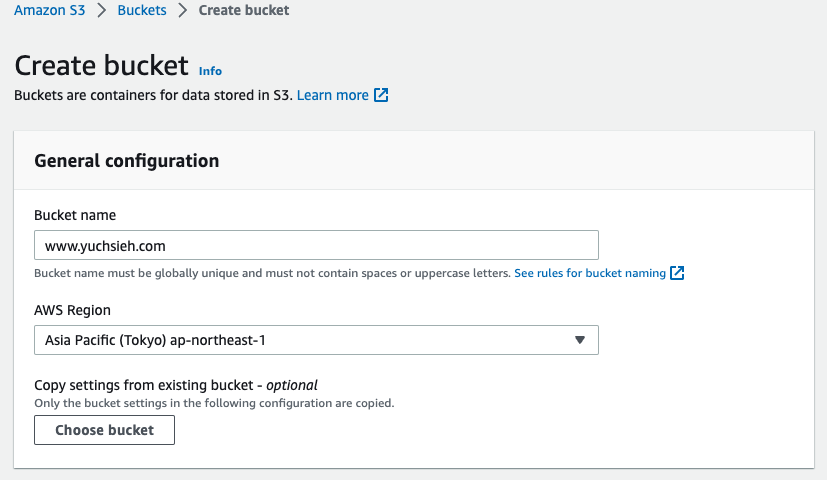 Amazon S3 > Buckets > Create bucket
Create bucket Info
Buckets are containers for data stored in S3. Learn more
General configuration
Bucket name
www.yuchsieh.com
Bucket name must be globally unique and must not contain spaces or uppercase letters. See rules for bucket naming
AWS Region
Asia Pacific (Tokyo) ap-northeast-1
Copy settings from existing bucket - optional
Only the bucket settings in the following configuration are copied.
Choose bucket